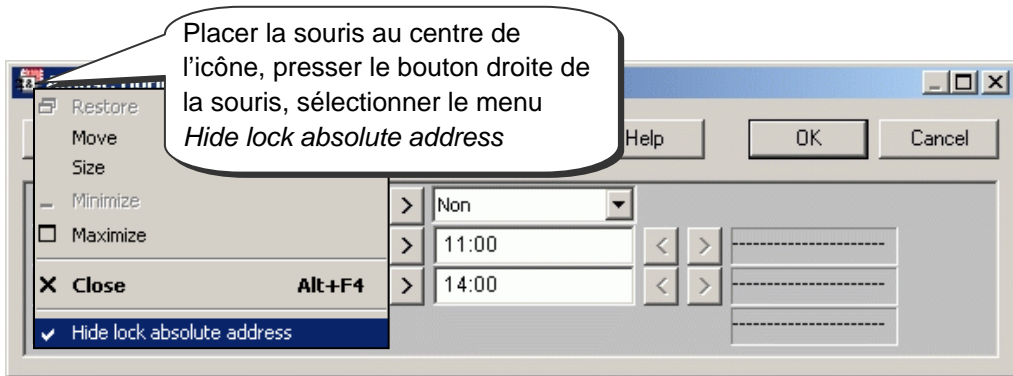 Placer la souris au centre de
l'icône, presser le bouton droite de
la souris, sélectionner le menu
Hide lock absolute address
Restore
Move
Size
Minimize
Maximize
Close Alt+F4
Hide lock absolute address
Help
OK
Cancel
> Non
> 11:00 < > --------------------
> 14:00 < > --------------------
--------------------